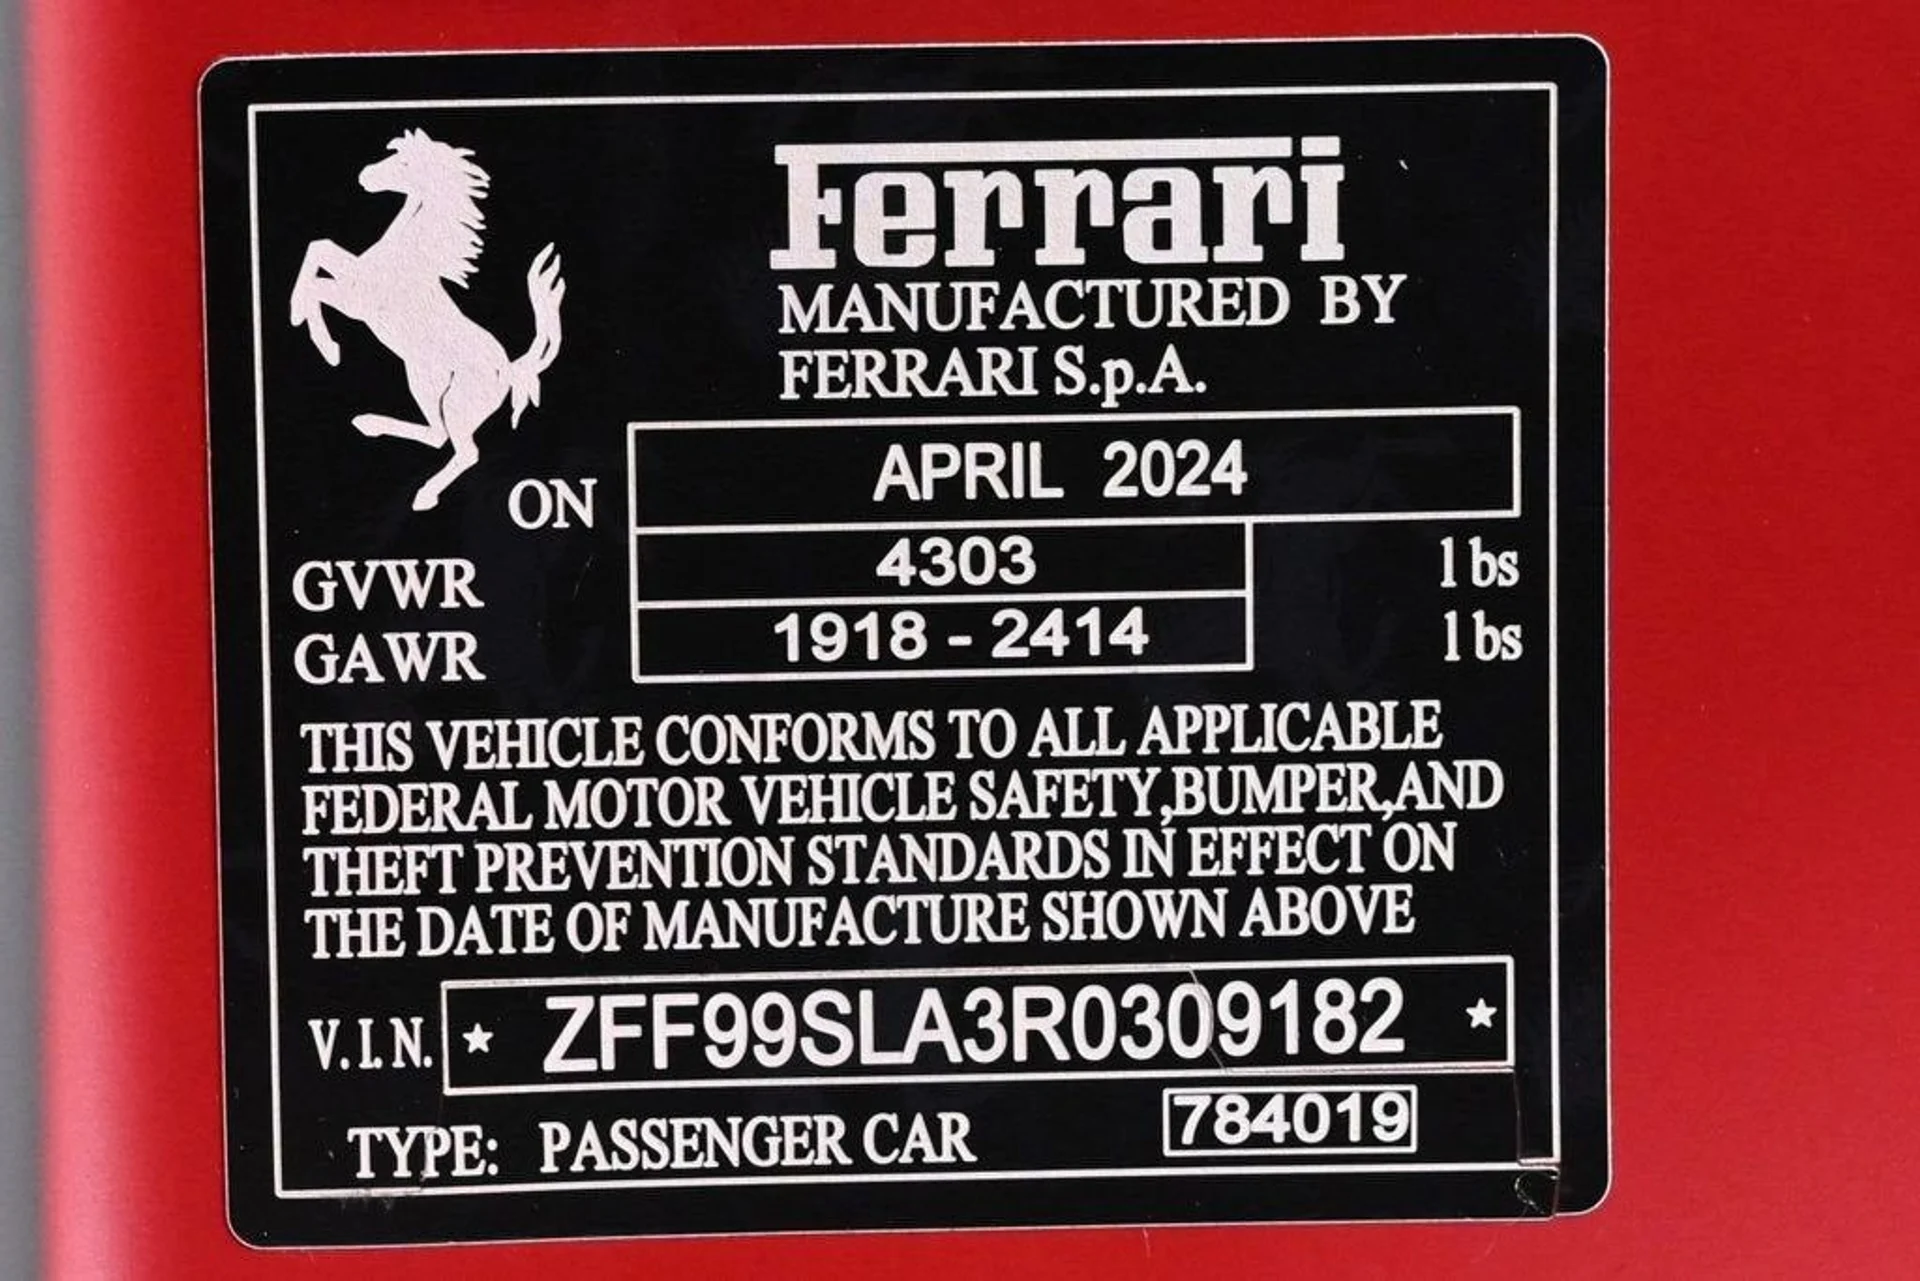 Ferrari
MANUFACTURED BY
FERRARI S.p.A.
ON APRIL 2024
GVWR 4303 lbs
GAWR 1918 - 2414 lbs
THIS VEHICLE CONFORMS TO ALL APPLICABLE
FEDERAL MOTOR VEHICLE SAFETY,BUMPER,AND
THEFT PREVENTION STANDARDS IN EFFECT ON
THE DATE OF MANUFACTURE SHOWN ABOVE
V.I.N. ★ ZFF99SLA3R0309182 ★
TYPE: PASSENGER CAR 784019